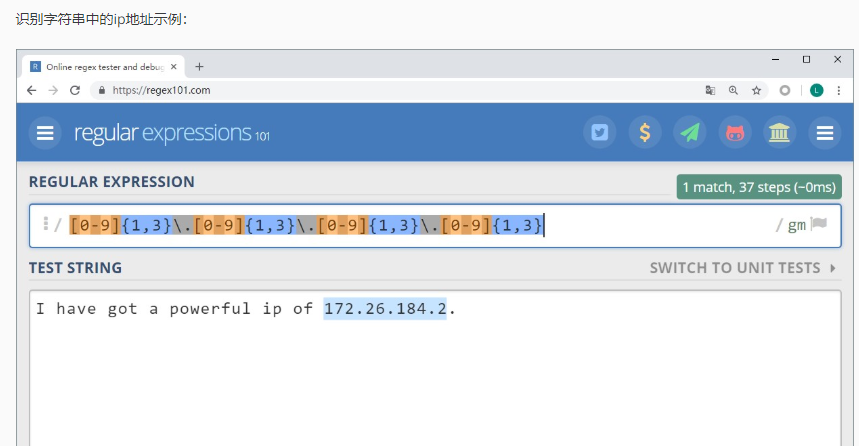 识别字符串中的ip地址示例：
R Online regex tester and debug × +
https://regex101.com L
regular expressions 101
REGULAR EXPRESSION
1 match, 37 steps (~0ms)
/ [0-9]{1,3}\.[0-9]{1,3}\.[0-9]{1,3}\.[0-9]{1,3} / gm
TEST STRING SWITCH TO UNIT TESTS
I have got a powerful ip of 172.26.184.2.